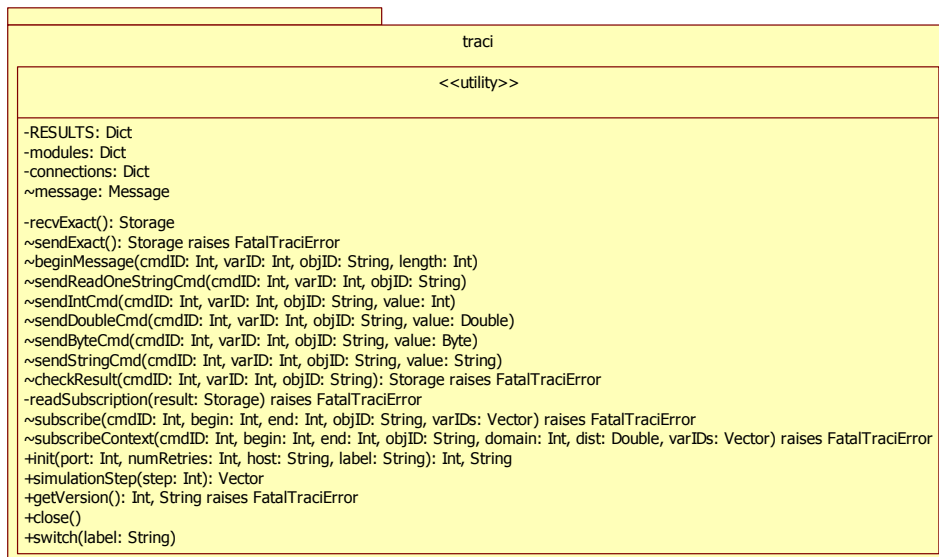 traci
<<utility>>
-RESULTS: Dict
-modules: Dict
-connections: Dict
~message: Message
-recvExact(): Storage
~sendExact(): Storage raises FatalTraciError
~beginMessage(cmdID: Int, varID: Int, objID: String, length: Int)
~sendReadOneStringCmd(cmdID: Int, varID: Int, objID: String)
~sendIntCmd(cmdID: Int, varID: Int, objID: String, value: Int)
~sendDoubleCmd(cmdID: Int, varID: Int, objID: String, value: Double)
~sendByteCmd(cmdID: Int, varID: Int, objID: String, value: Byte)
~sendStringCmd(cmdID: Int, varID: Int, objID: String, value: String)
~checkResult(cmdID: Int, varID: Int, objID: String): Storage raises FatalTraciError
-readSubscription(result: Storage) raises FatalTraciError
~subscribe(cmdID: Int, begin: Int, end: Int, objID: String, varIDs: Vector) raises FatalTraciError
~subscribeContext(cmdID: Int, begin: Int, end: Int, objID: String, domain: Int, dist: Double, varIDs: Vector) raises FatalTraciError
+init(port: Int, numRetries: Int, host: String, label: String): Int, String
+simulationStep(step: Int): Vector
+getVersion(): Int, String raises FatalTraciError
+close()
+switch(label: String)